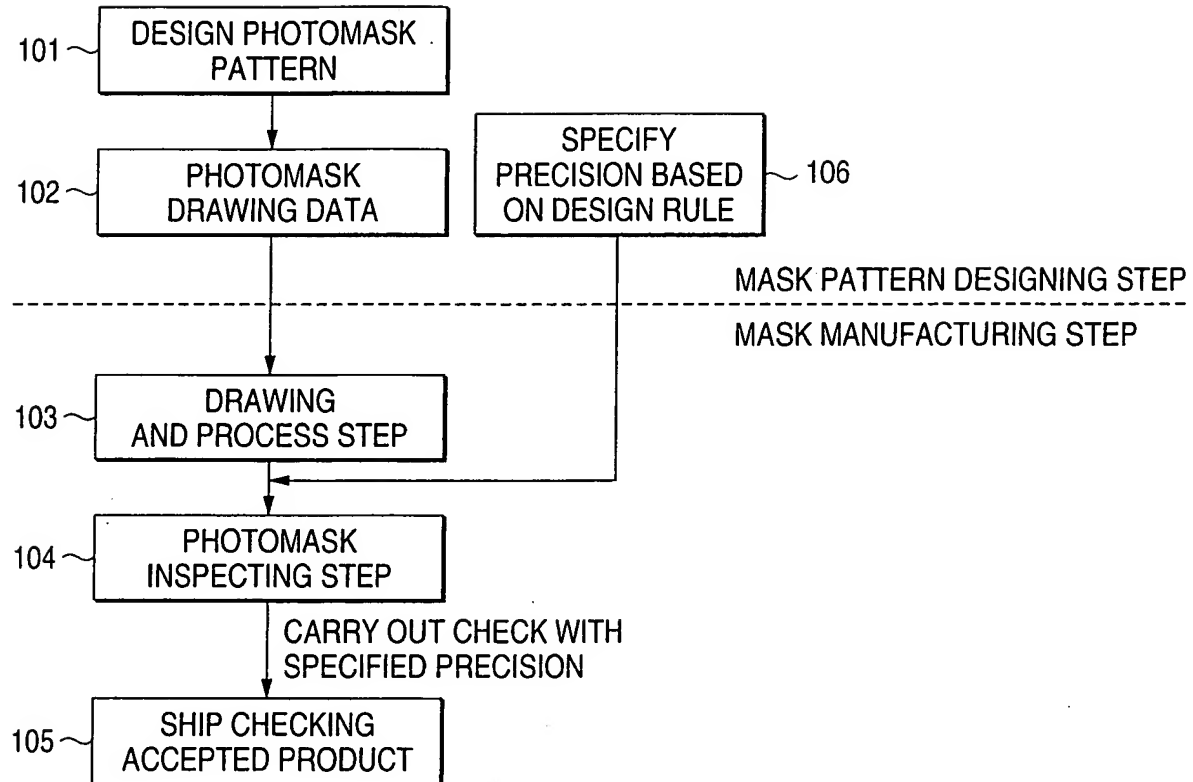 101
DESIGN PHOTOMASK
PATTERN
102
PHOTOMASK
DRAWING DATA
SPECIFY
PRECISION BASED
ON DESIGN RULE
106
MASK PATTERN DESIGNING STEP
MASK MANUFACTURING STEP
103
DRAWING
AND PROCESS STEP
104
PHOTOMASK
INSPECTING STEP
CARRY OUT CHECK WITH
SPECIFIED PRECISION
105
SHIP CHECKING
ACCEPTED PRODUCT